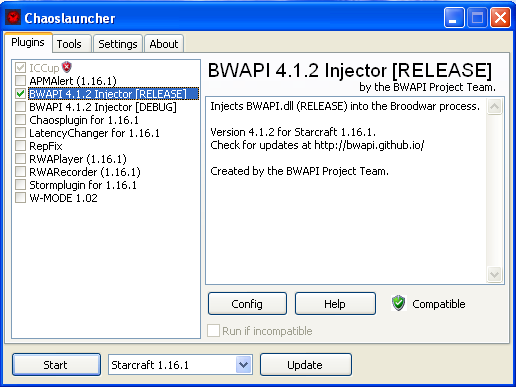 Chaoslauncher
Plugins Tools Settings About
ICCup
APMAlert (1.16.1)
BWAPI 4.1.2 Injector [RELEASE]
BWAPI 4.1.2 Injector [DEBUG]
Chaosplugin for 1.16.1
LatencyChanger for 1.16.1
RepFix
RWAPlayer (1.16.1)
RWARecorder (1.16.1)
Stormplugin for 1.16.1
W-MODE 1.02
BWAPI 4.1.2 Injector [RELEASE]
by the BWAPI Project Team.
Injects BWAPI.dll (RELEASE) into the Broodwar process.
Version 4.1.2 for Starcraft 1.16.1.
Check for updates at http://bwapi.github.io/
Created by the BWAPI Project Team.
Config Help Compatible
Run if incompatible
Start Starcraft 1.16.1 Update